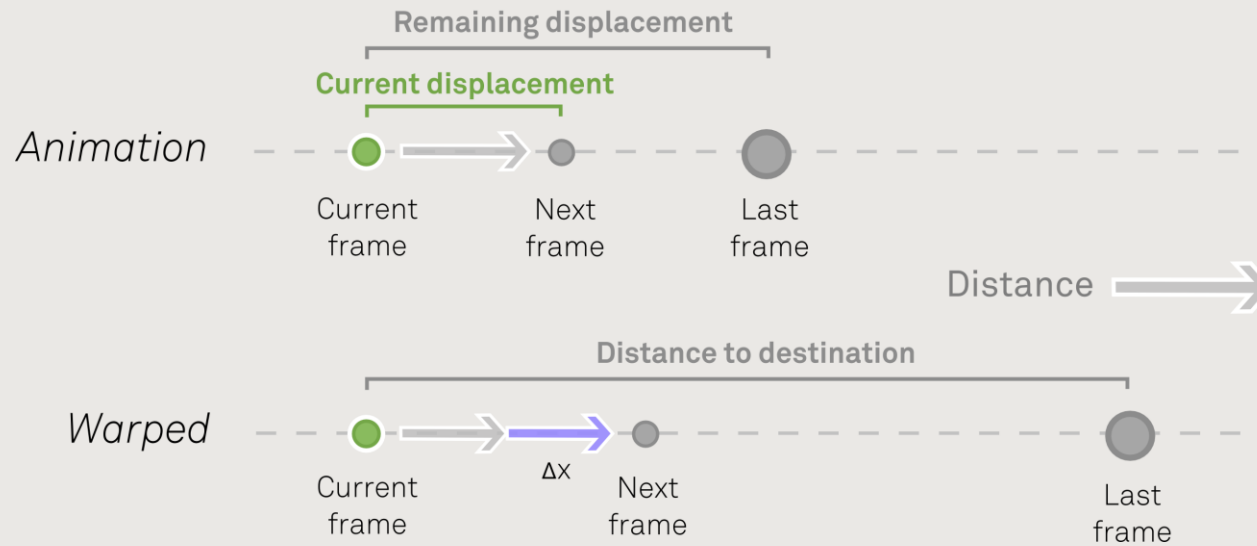 Remaining displacement
Current displacement
Animation
Current
frame
Next
frame
Last
frame
Distance
Distance to destination
Warped
Δx
Current
frame
Next
frame
Last
frame